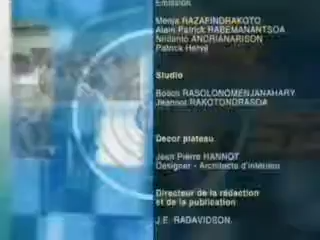 Emission
Menja RAZAFINDRAKOTO
Alain Patrick RABEMANANTSOA
Nirilanto ANDRIANARISON
Patrick Hervé
Studio
Bolich RASOLONOMENJANAHARY
Jeannot RAKOTONDRASOA
Decor plateau
Jean Pierre HANNOT
Designer - Architecte d'intérieur
Directeur de la rédaction
et de la publication
J.E. RADAVIDSON